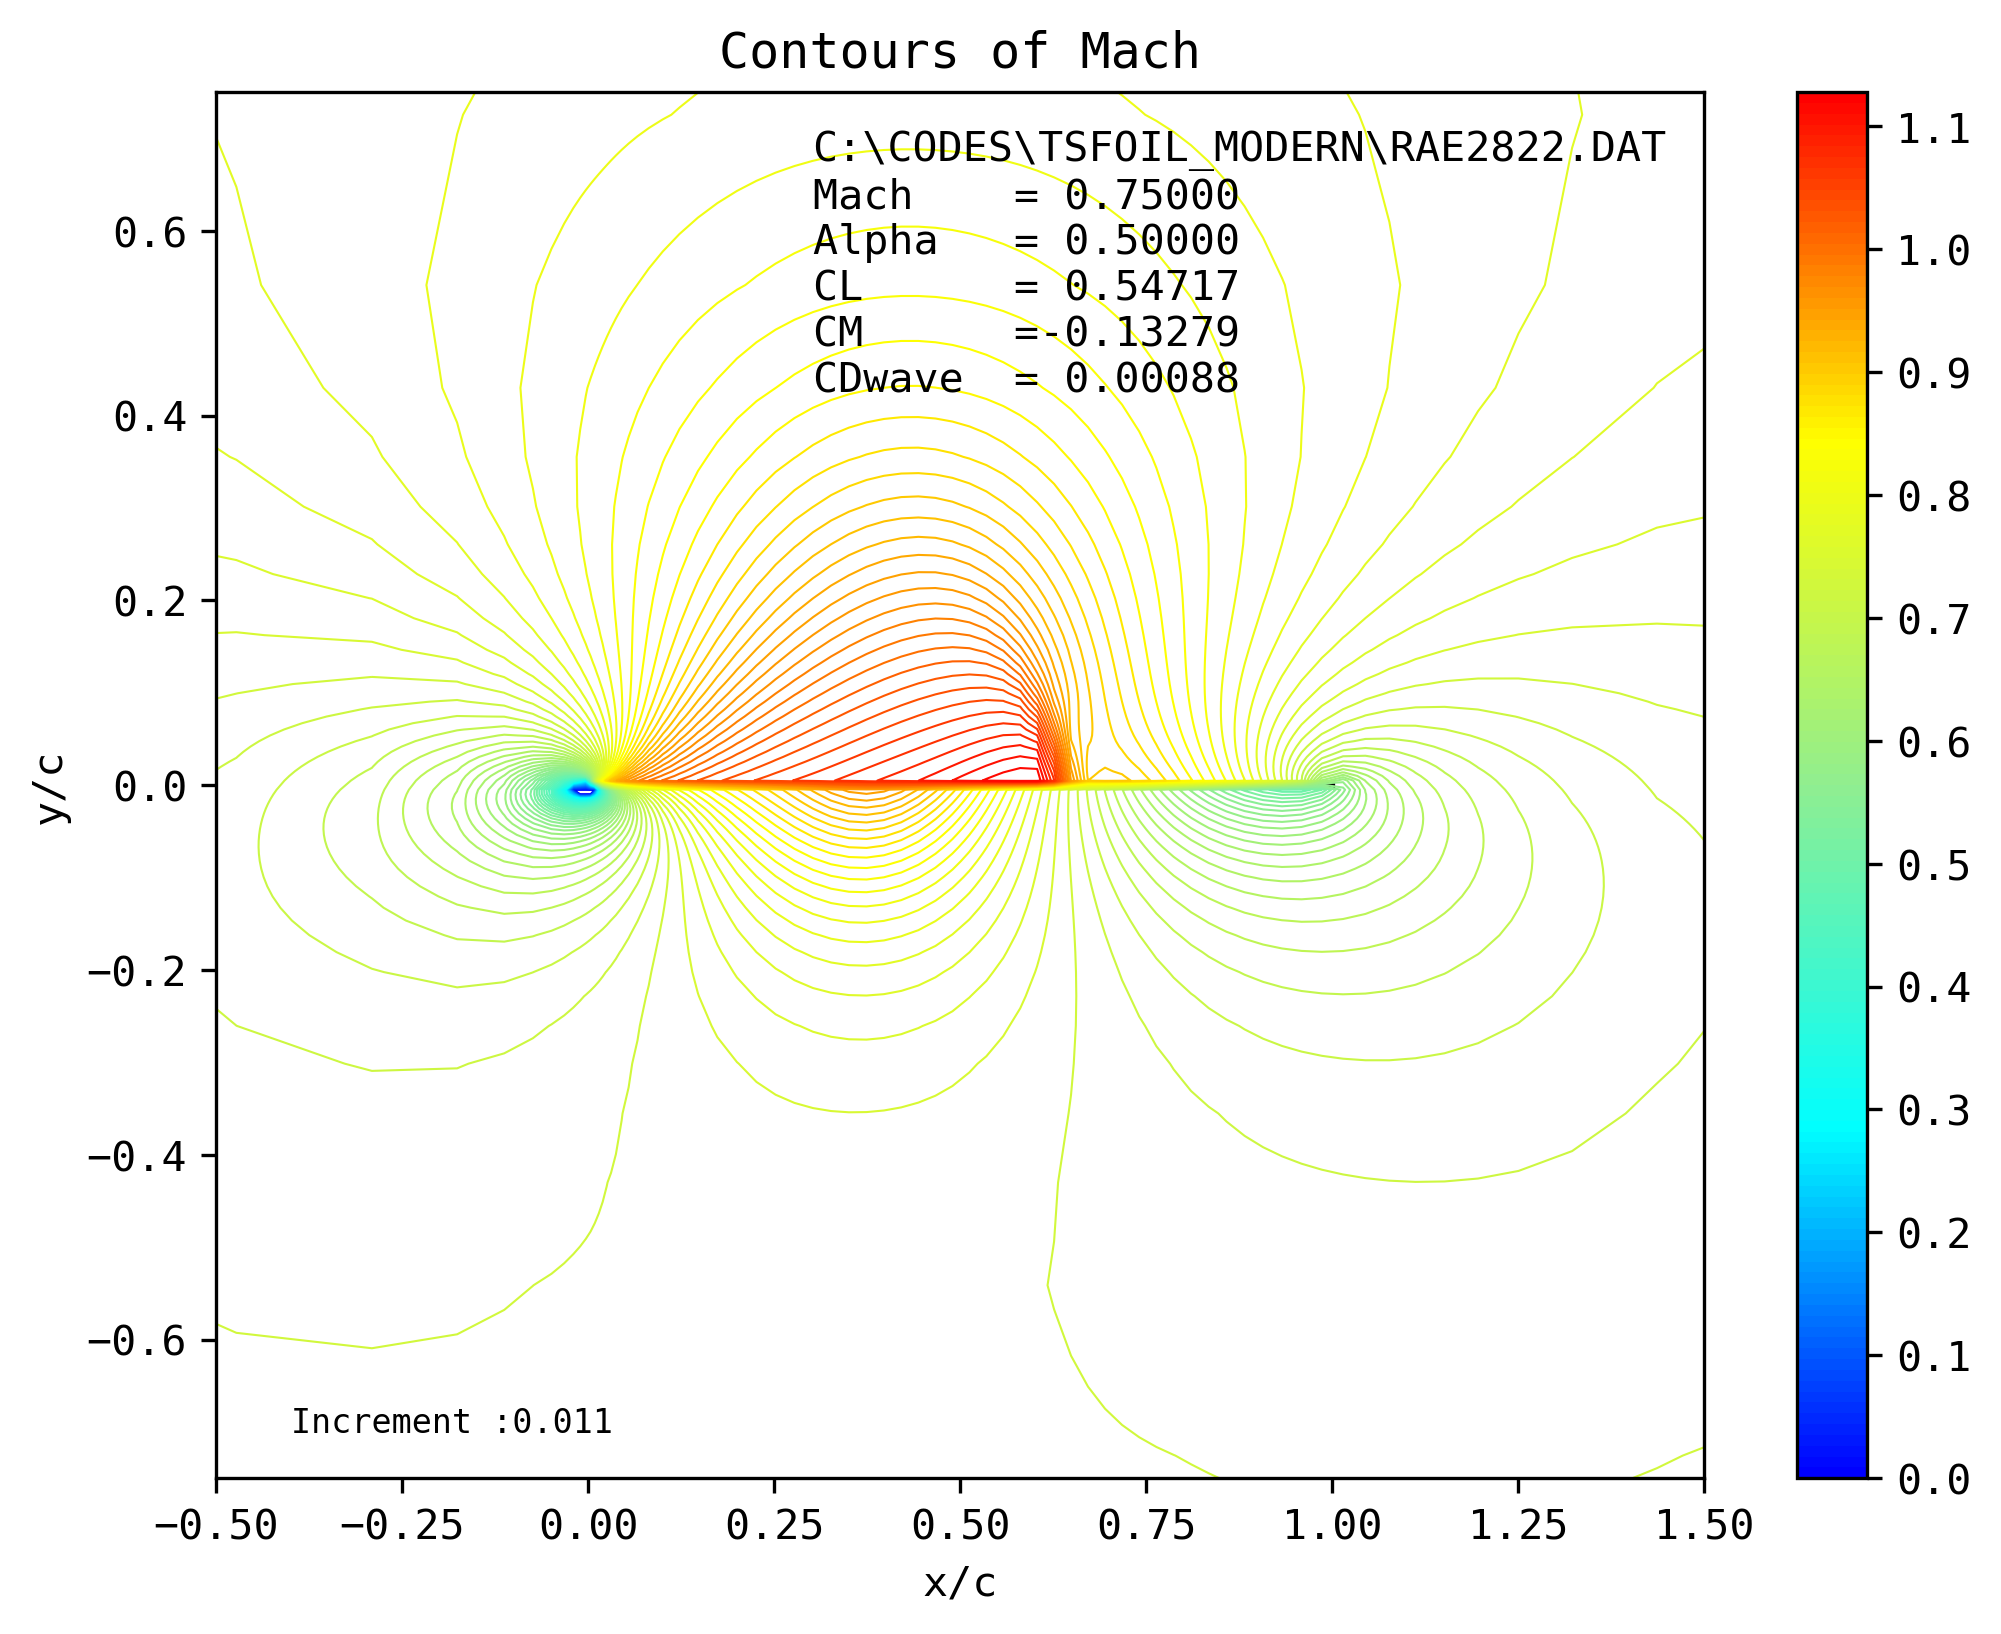 Contours of Mach
C:\CODES\TSFOIL_MODERN\RAE2822.DAT
Mach    = 0.75000
Alpha   = 0.50000
CL      = 0.54717
CM      =-0.13279
CDwave  = 0.00088
Increment :0.011
y/c
0.6
0.4
0.2
0.0
−0.2
−0.4
−0.6
−0.50 −0.25 0.00 0.25 0.50 0.75 1.00 1.25 1.50
x/c
1.1
1.0
0.9
0.8
0.7
0.6
0.5
0.4
0.3
0.2
0.1
0.0